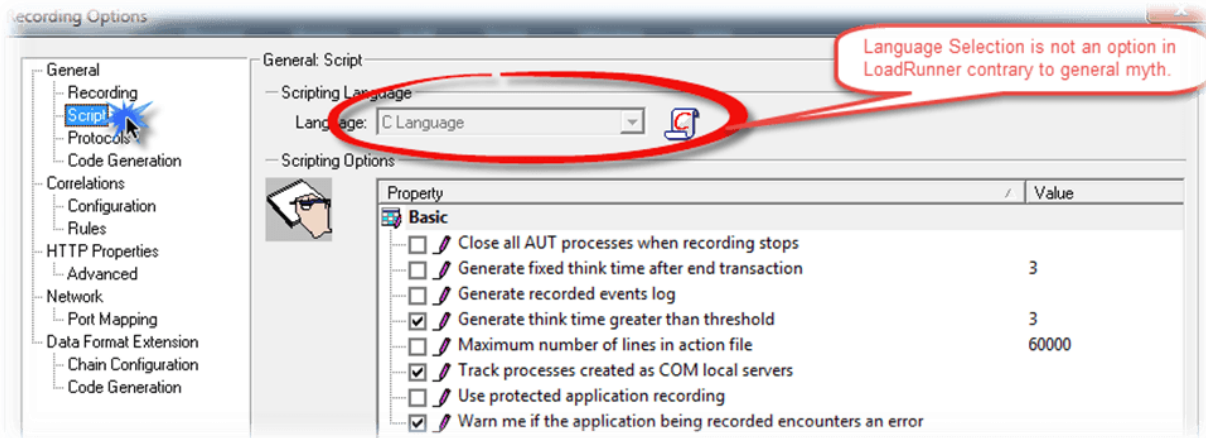 Recording Options
Language Selection is not an option in
LoadRunner contrary to general myth.
General
Recording
Script
Protocols
Code Generation
Correlations
Configuration
Rules
HTTP Properties
Advanced
Network
Port Mapping
Data Format Extension
Chain Configuration
Code Generation
General: Script
Scripting Language
Language: C Language C
Scripting Options
Property Value
Basic
Close all AUT processes when recording stops
Generate fixed think time after end transaction 3
Generate recorded events log
Generate think time greater than threshold 3
Maximum number of lines in action file 60000
Track processes created as COM local servers
Use protected application recording
Warn me if the application being recorded encounters an error